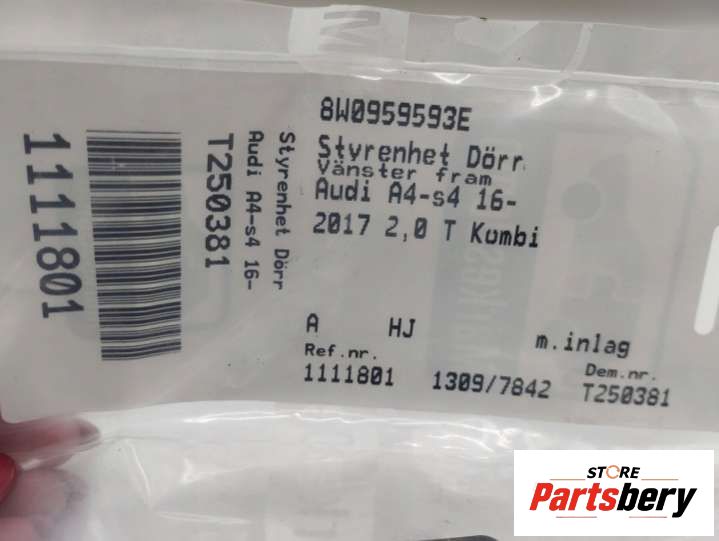 8W0959593E
Styrenhet Dörr
Vänster fram
Audi A4-s4 16-
2017 2,0 T Kombi
A HJ m.inlag
Ref.nr. Dem.nr.
1111801 1309/7842 T250381
Styrenhet Dörr
Audi A4-s4 16-
T250381
1111801
STORE
Partsbery